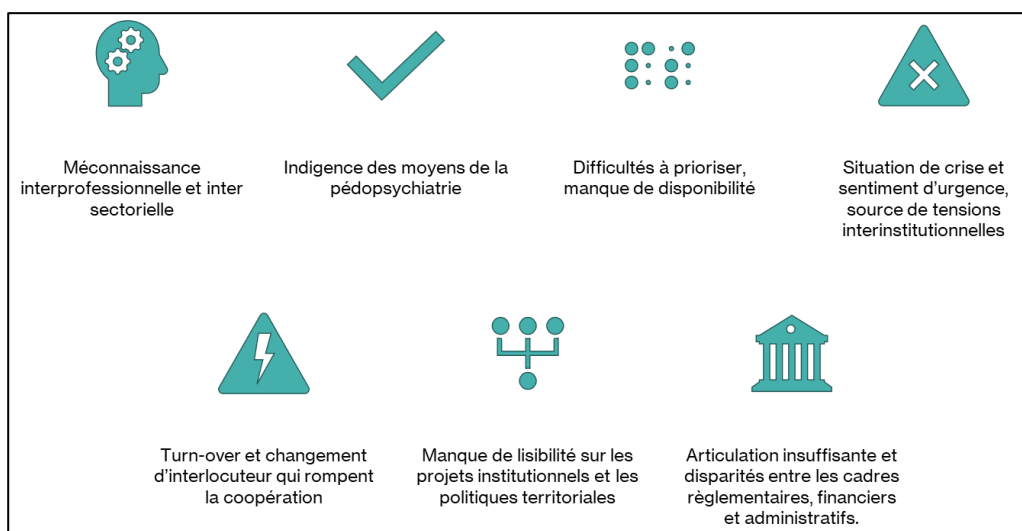 Méconnaissance
interprofessionnelle et inter
sectorielle
Indigence des moyens de la
pédopsychiatrie
Difficultés à prioriser,
manque de disponibilité
Situation de crise et
sentiment d'urgence,
source de tensions
interinstitutionnelles
Turn-over et changement
d'interlocuteur qui rompent
la coopération
Manque de lisibilité sur les
projets institutionnels et les
politiques territoriales
Articulation insuffisante et
disparités entre les cadres
règlementaires, financiers
et administratifs.